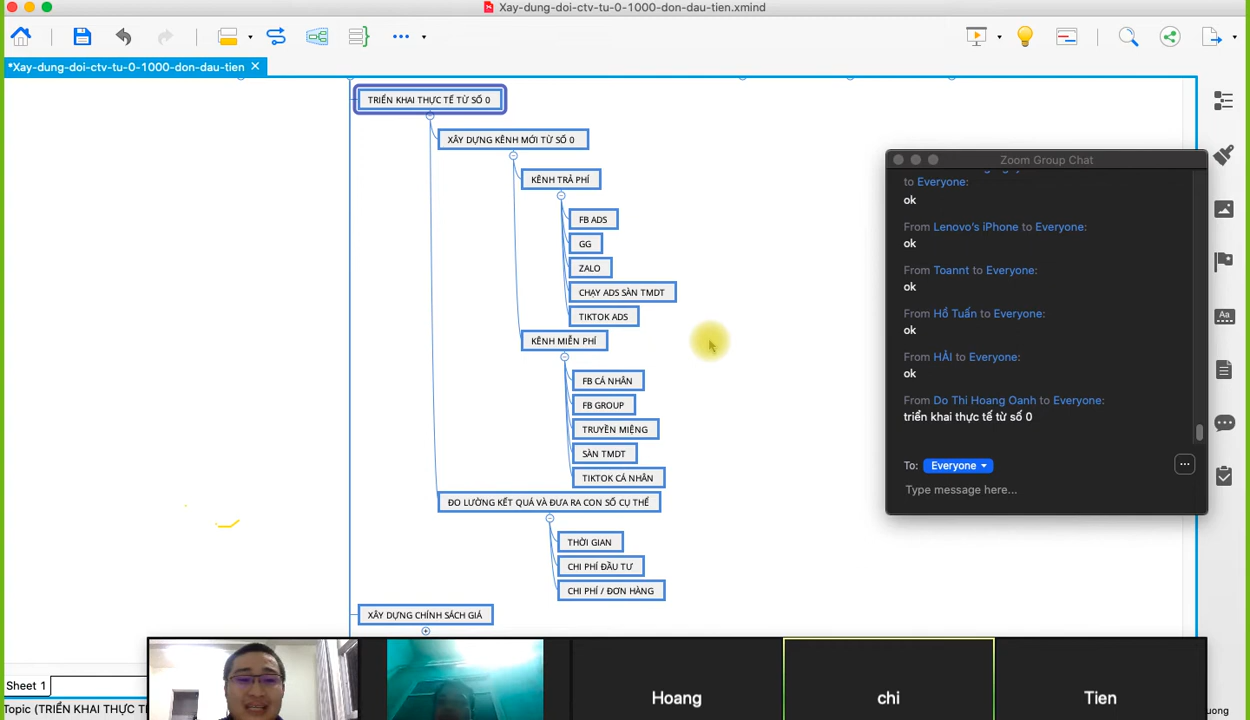 Xay-dung-doi-ctv-tu-0-1000-don-dau-tien.xmind
*Xay-dung-doi-ctv-tu-0-1000-don-dau-tien
TRIỂN KHAI THỰC TẾ TỪ SỐ 0
XÂY DỰNG KÊNH MỚI TỪ SỐ 0
KÊNH TRẢ PHÍ
FB ADS
GG
ZALO
CHẠY ADS SÀN TMDT
TIKTOK ADS
KÊNH MIỄN PHÍ
FB CÁ NHÂN
FB GROUP
TRUYỀN MIỆNG
SÀN TMDT
TIKTOK CÁ NHÂN
ĐO LƯỜNG KẾT QUẢ VÀ ĐƯA RA CON SỐ CỤ THỂ
THỜI GIAN
CHI PHÍ ĐẦU TƯ
CHI PHÍ / ĐƠN HÀNG
XÂY DỰNG CHÍNH SÁCH GIÁ
Zoom Group Chat
to Everyone:
ok
From Lenovo's iPhone to Everyone:
ok
From Toannt to Everyone:
ok
From Hồ Tuấn to Everyone:
ok
From HẢI to Everyone:
ok
From Do Thi Hoang Oanh to Everyone:
triển khai thực tế từ số 0
To: Everyone
Type message here...
Aa
Sheet 1
Hoang
chi
Tien
Topic (TRIỂN KHAI THỰC T